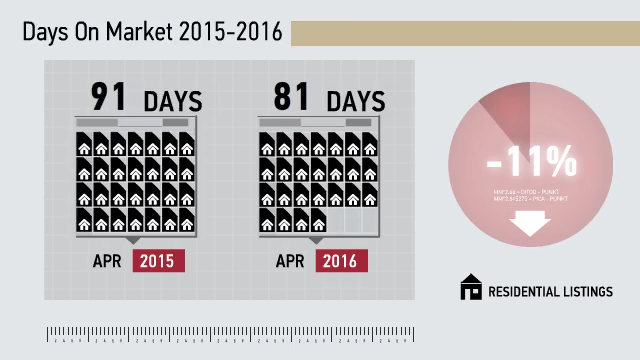 Days On Market 2015-2016
91 DAYS
81 DAYS
-11%
APR 2015
APR 2016
RESIDENTIAL LISTINGS